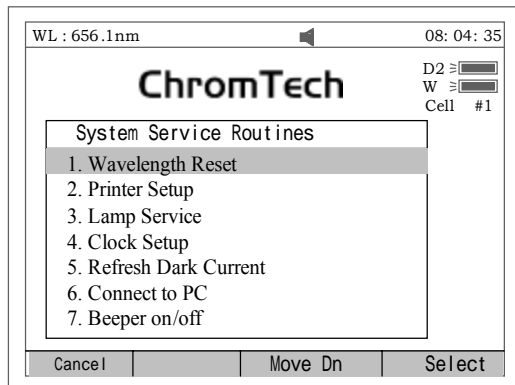 WL : 656.1nm 08: 04: 35
ChromTech
D2
W
Cell #1
System Service Routines
1. Wavelength Reset
2. Printer Setup
3. Lamp Service
4. Clock Setup
5. Refresh Dark Current
6. Connect to PC
7. Beeper on/off
Cancel Move Dn Select